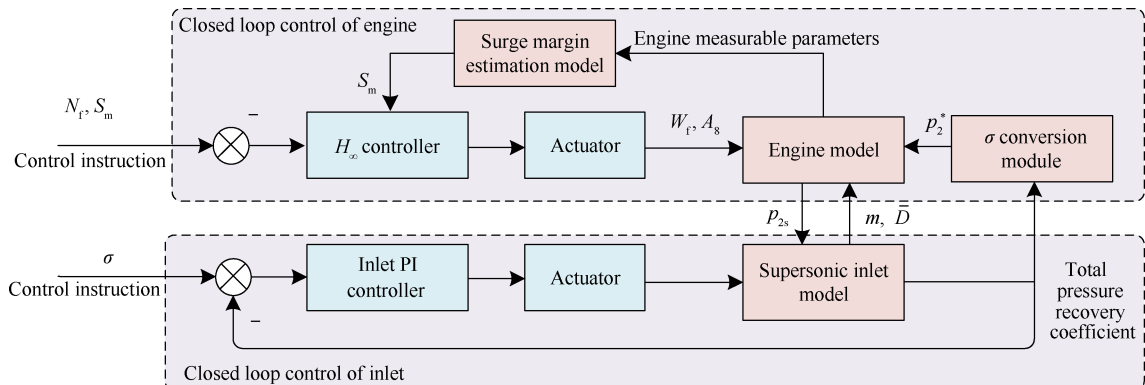 Closed loop control of engine
Surge margin
estimation model
Engine measurable parameters
S_m
N_f, S_m
−
Control instruction
H_∞ controller
Actuator
W_f, A_8
Engine model
p_2^*
σ conversion
module
p_2s
m, D̄
σ
Control instruction
Inlet PI
controller
Actuator
Supersonic inlet
model
Total
pressure
recovery
coefficient
−
Closed loop control of inlet